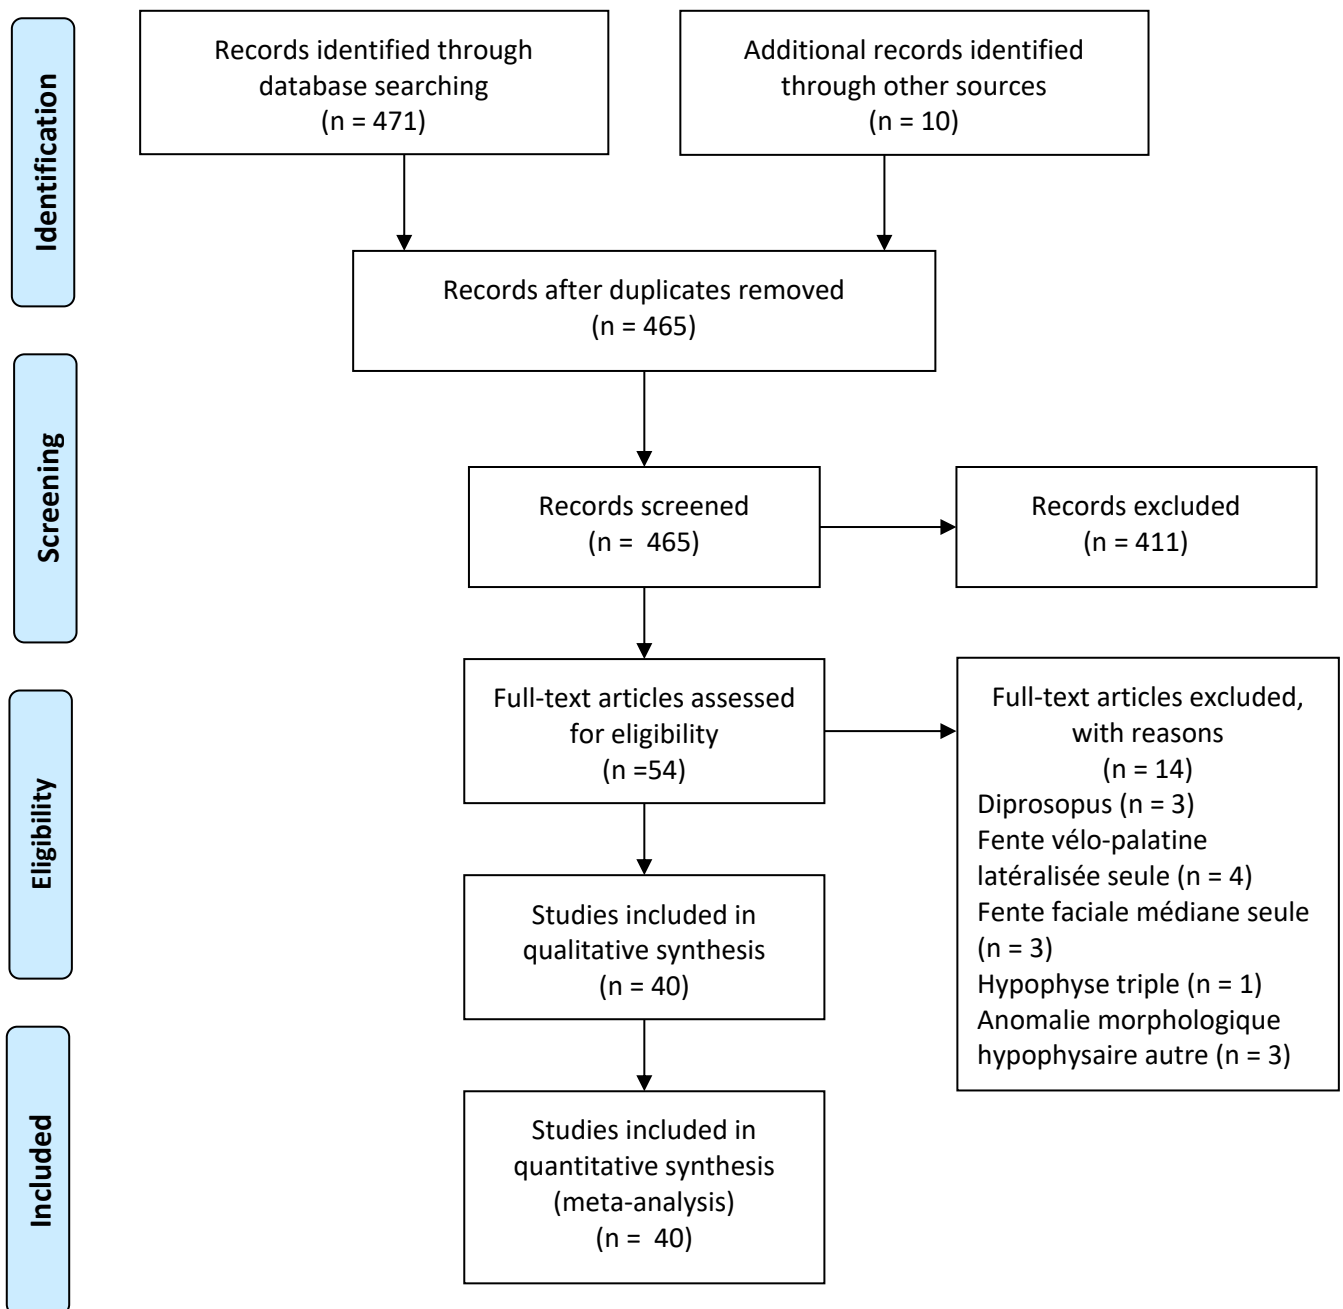 Identification
Records identified through
database searching
(n = 471)
Additional records identified
through other sources
(n = 10)
Records after duplicates removed
(n = 465)
Screening
Records screened
(n = 465)
Records excluded
(n = 411)
Eligibility
Full-text articles assessed
for eligibility
(n =54)
Full-text articles excluded,
with reasons
(n = 14)
Diprosopus (n = 3)
Fente vélo-palatine
latéralisée seule (n = 4)
Fente faciale médiane seule
(n = 3)
Hypophyse triple (n = 1)
Anomalie morphologique
hypophysaire autre (n = 3)
Studies included in
qualitative synthesis
(n = 40)
Included
Studies included in
quantitative synthesis
(meta-analysis)
(n = 40)